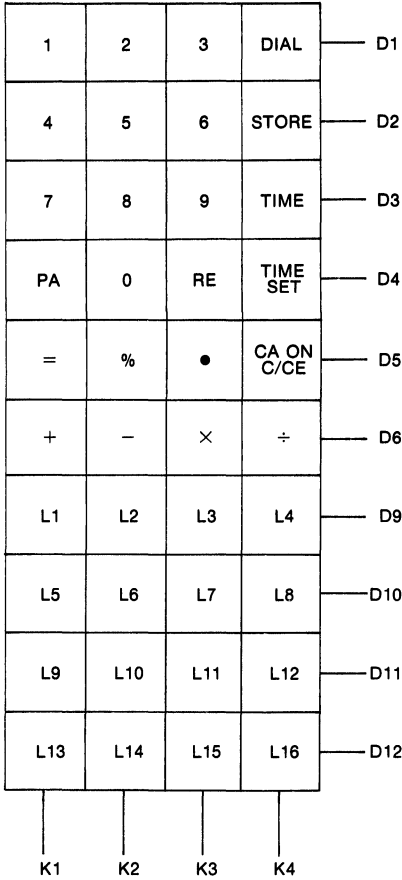 1 2 3 DIAL D1
4 5 6 STORE D2
7 8 9 TIME D3
PA 0 RE TIME SET D4
= % • CA ON C/CE D5
+ − × ÷ D6
L1 L2 L3 L4 D9
L5 L6 L7 L8 D10
L9 L10 L11 L12 D11
L13 L14 L15 L16 D12
K1 K2 K3 K4